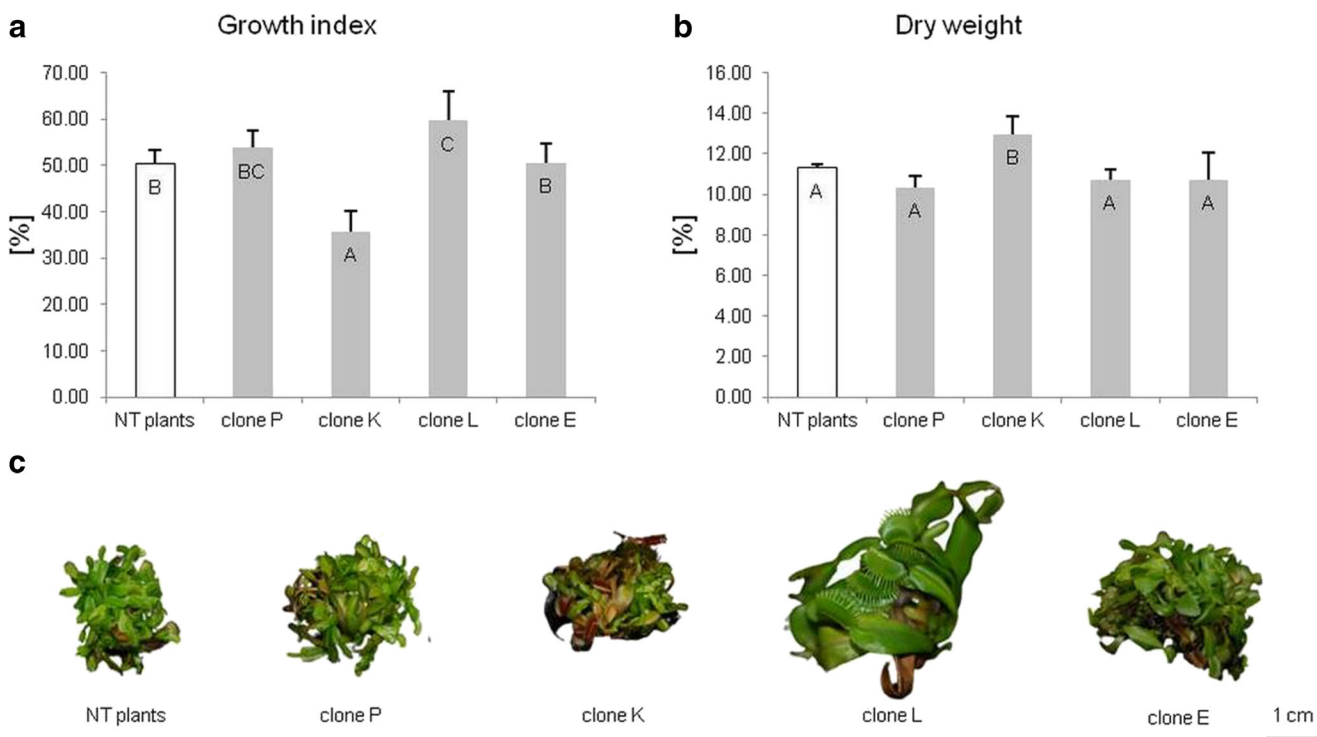 a
Growth index
70.00
60.00
50.00
40.00
30.00
20.00
10.00
0.00
[%]
B
BC
A
C
B
NT plants clone P clone K clone L clone E
b
Dry weight
16.00
14.00
12.00
10.00
8.00
6.00
4.00
2.00
0.00
[%]
A
A
B
A
A
NT plants clone P clone K clone L clone E
c
NT plants clone P clone K clone L clone E 1 cm